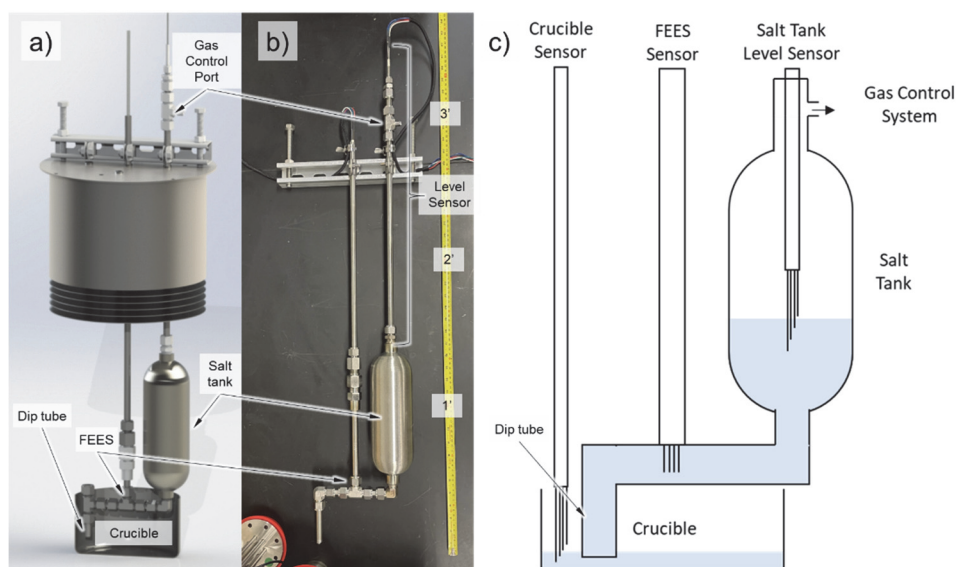 a)
Gas
Control
Port
Salt
tank
Dip tube
FEES
Crucible
b)
3'
Level
Sensor
2'
1'
c)
Crucible
Sensor
FEES
Sensor
Salt Tank
Level Sensor
Gas Control
System
Salt
Tank
Dip tube
Crucible